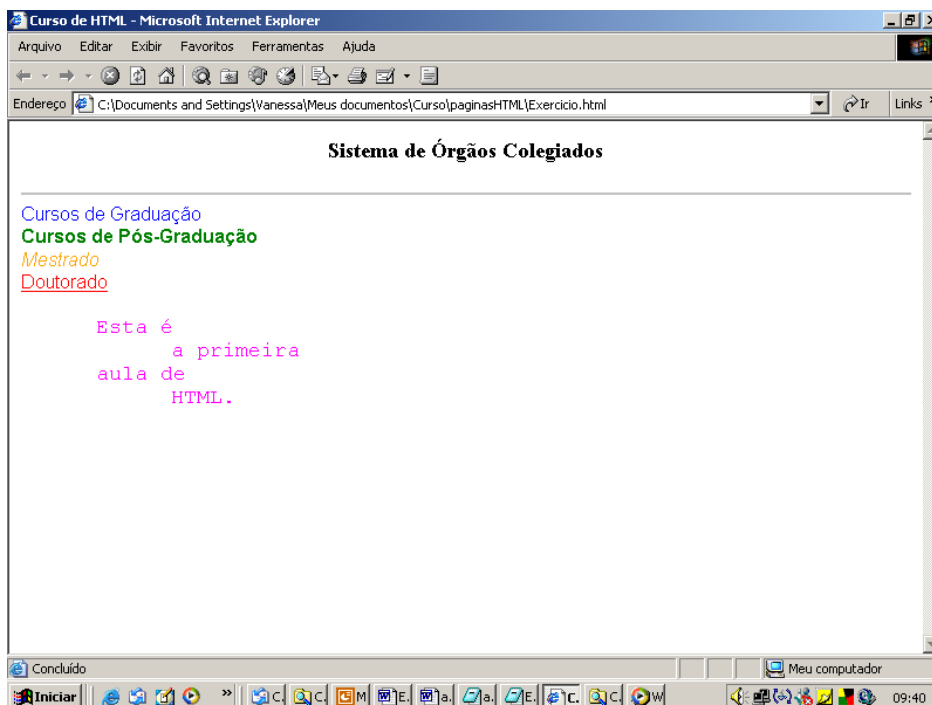 Curso de HTML - Microsoft Internet Explorer
Arquivo Editar Exibir Favoritos Ferramentas Ajuda
Endereço C:\Documents and Settings\Vanessa\Meus documentos\Curso\paginasHTML\Exercicio.html Ir Links
Sistema de Órgãos Colegiados
Cursos de Graduação
Cursos de Pós-Graduação
Mestrado
Doutorado
Esta é
a primeira
aula de
HTML.
Concluído Meu computador
Iniciar » C. C. M E. a. a. E. C. C. W 09:40